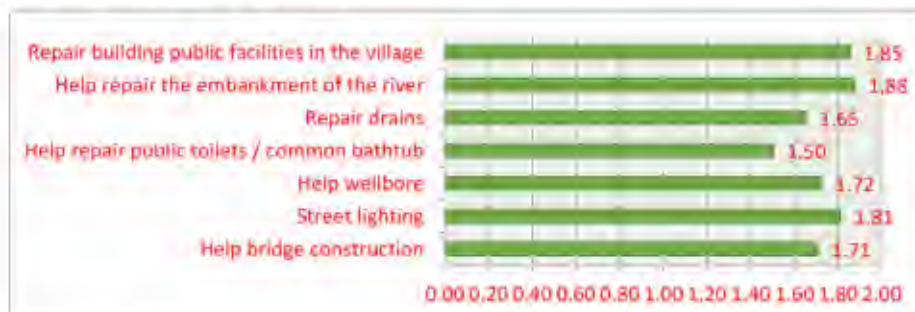 Repair building public facilities in the village 1.85
Help repair the embankment of the river 1.88
Repair drains 1.65
Help repair public toilets / common bathtub 1.50
Help wellbore 1.72
Street lighting 1.81
Help bridge construction 1.71
0.00 0.20 0.40 0.60 0.80 1.00 1.20 1.40 1.60 1.80 2.00